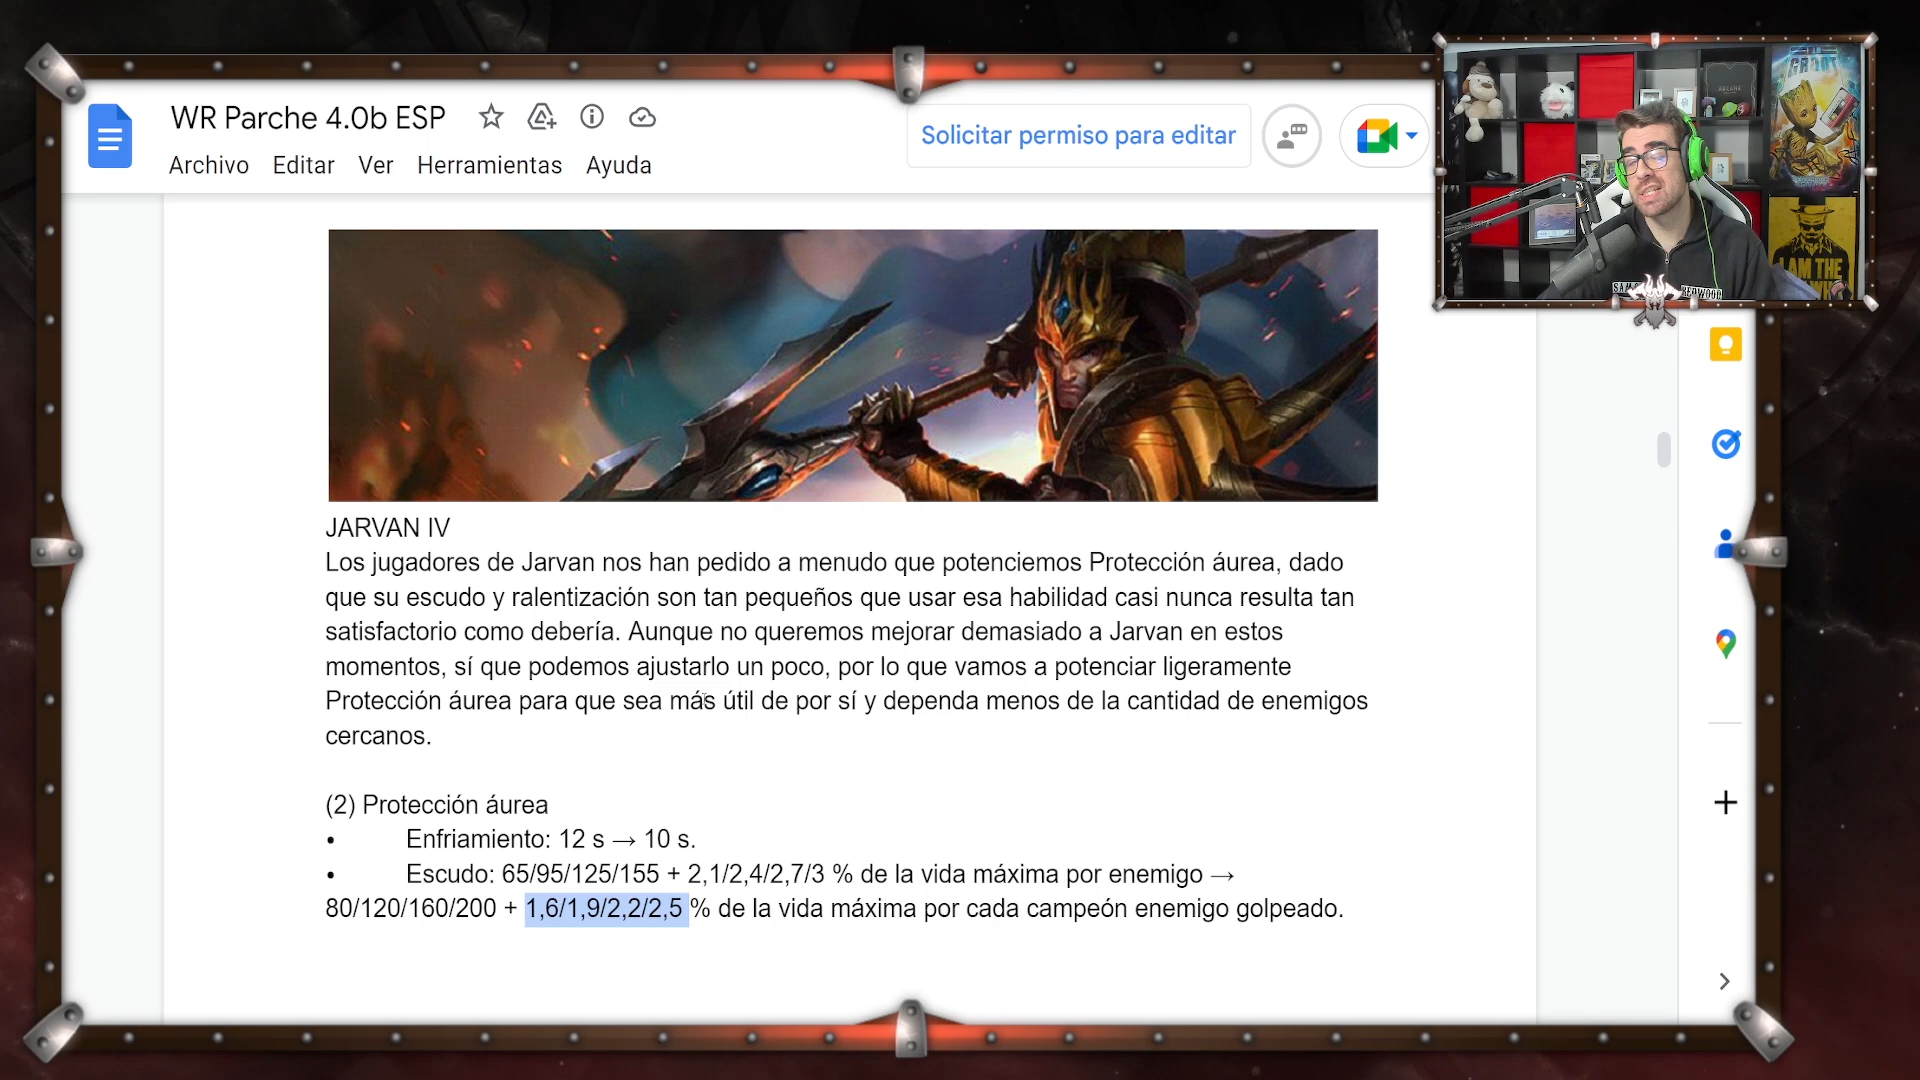 WR Parche 4.0b ESP
Archivo Editar Ver Herramientas Ayuda
Solicitar permiso para editar
GROOT
ARCANE
I AM THE
REDWOOD
JARVAN IV
Los jugadores de Jarvan nos han pedido a menudo que potenciemos Protección áurea, dado
que su escudo y ralentización son tan pequeños que usar esa habilidad casi nunca resulta tan
satisfactorio como debería. Aunque no queremos mejorar demasiado a Jarvan en estos
momentos, sí que podemos ajustarlo un poco, por lo que vamos a potenciar ligeramente
Protección áurea para que sea más útil de por sí y dependa menos de la cantidad de enemigos
cercanos.
(2) Protección áurea
• Enfriamiento: 12 s → 10 s.
• Escudo: 65/95/125/155 + 2,1/2,4/2,7/3 % de la vida máxima por enemigo →
80/120/160/200 + 1,6/1,9/2,2/2,5 % de la vida máxima por cada campeón enemigo golpeado.